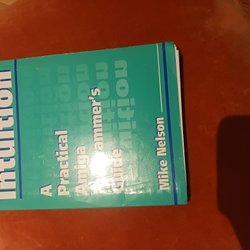 Intuition
A
Practical
Amiga
Programmer's
Guide
Mike Nelson